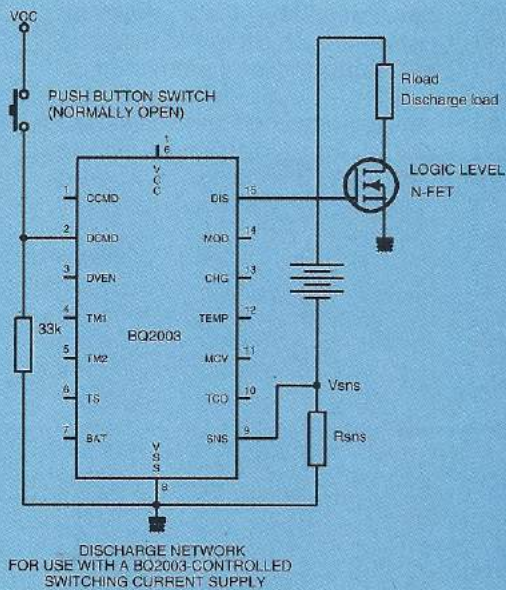 VCC
PUSH BUTTON SWITCH
(NORMALLY OPEN)
Rload
Discharge load
LOGIC LEVEL
N-FET
1
6
VCC
1 CCMD
2 DCMD
3 DVEN
4 TM1
5 TM2
6 TS
7 BAT
BQ2003
DIS 15
MOD 14
CHG 13
TEMP 12
MCV 11
TCO 10
SNS 9
VSS
8
33k
Vsns
Rsns
DISCHARGE NETWORK
FOR USE WITH A BQ2003-CONTROLLED
SWITCHING CURRENT SUPPLY